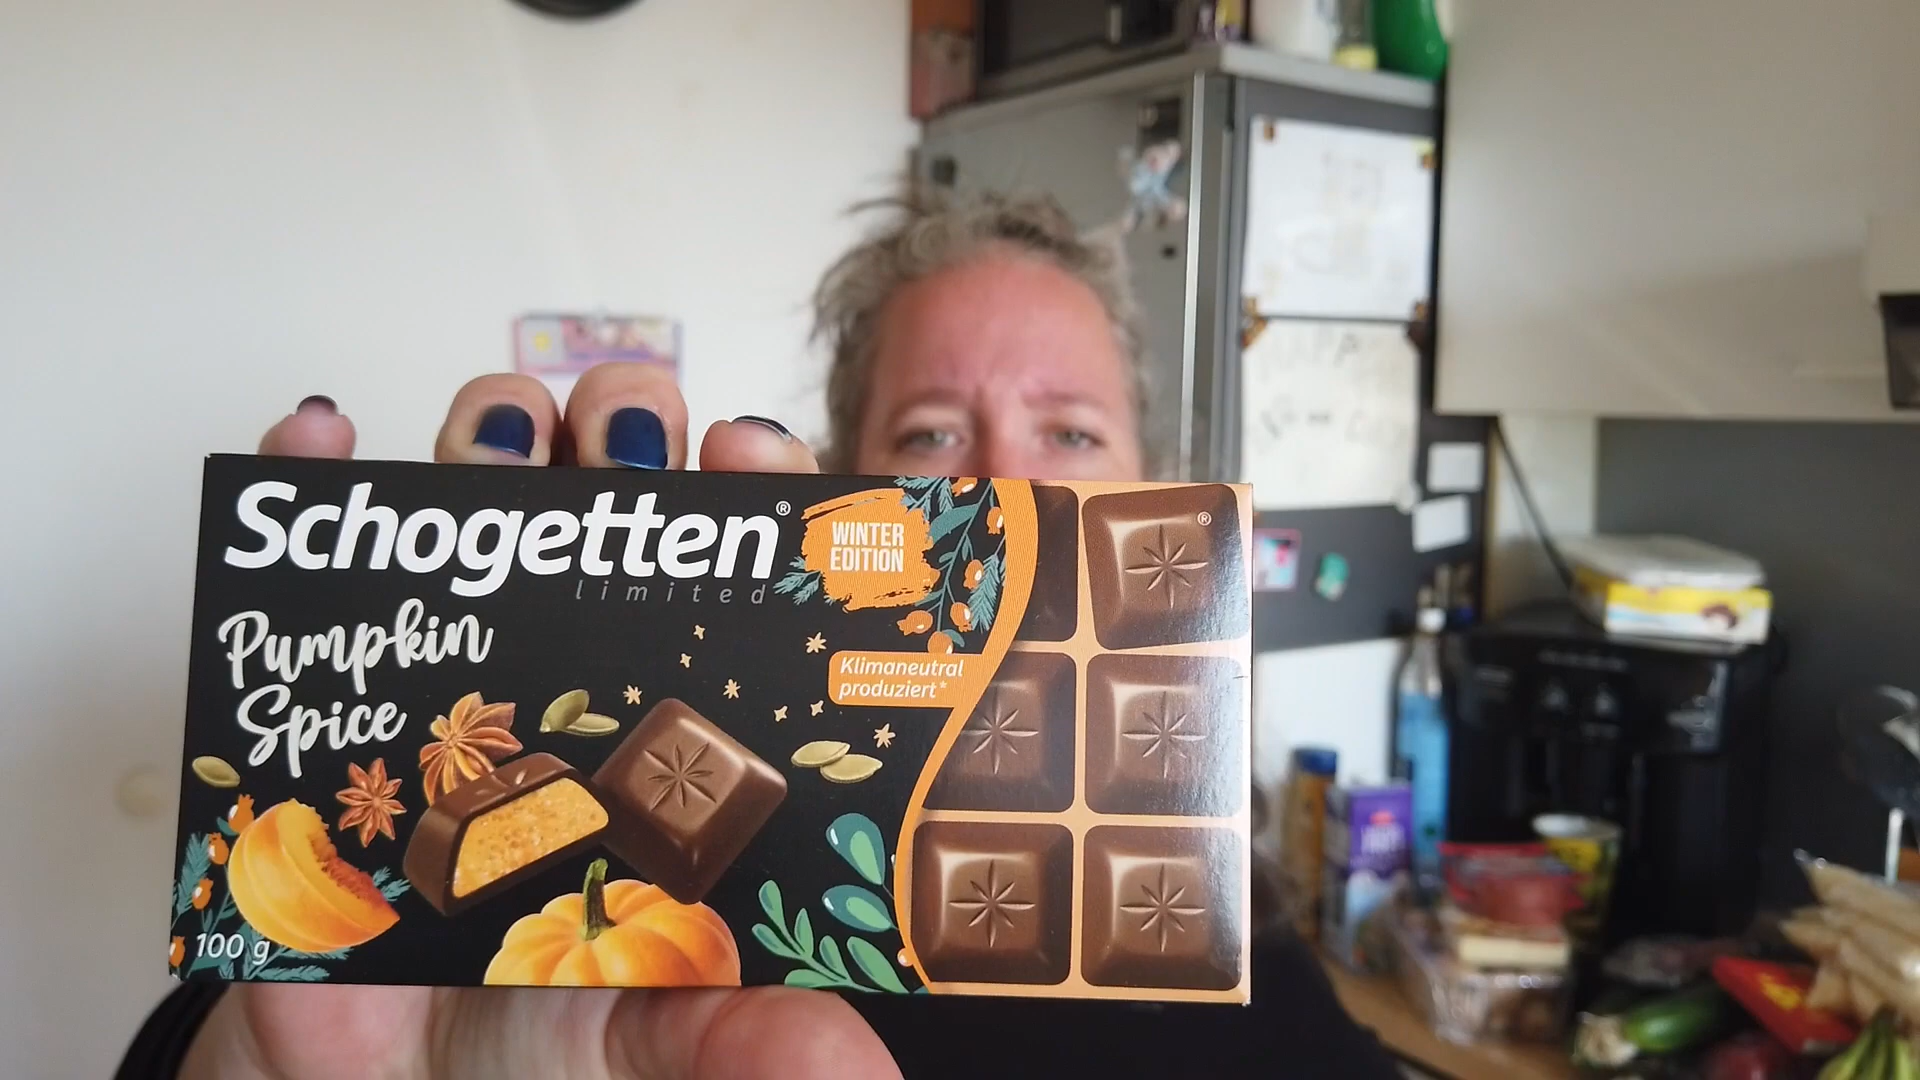 Schogetten®
limited
WINTER
EDITION
Pumpkin
Spice
Klimaneutral
produziert*
100 g
®